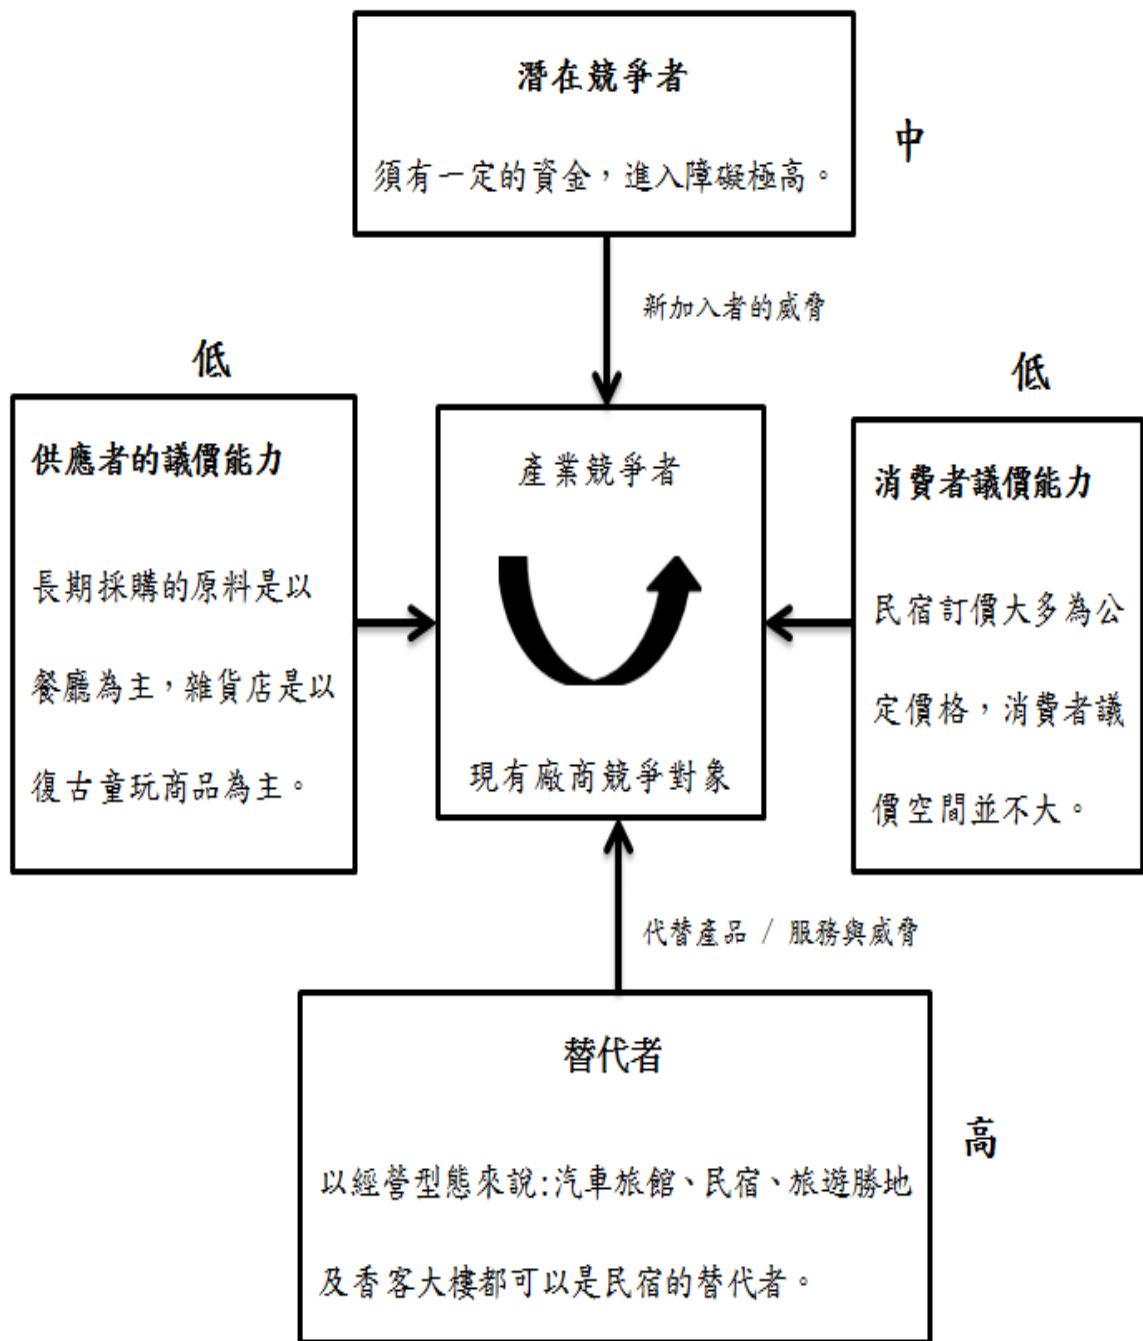 潛在競爭者
須有一定的資金，進入障礙極高。
中
新加入者的威脅
低
供應者的議價能力
長期採購的原料是以
餐廳為主，雜貨店是以
復古童玩商品為主。
產業競爭者
現有廠商競爭對象
低
消費者議價能力
民宿訂價大多為公
定價格，消費者議
價空間並不大。
代替產品 / 服務與威脅
替代者
以經營型態來說:汽車旅館、民宿、旅遊勝地
及香客大樓都可以是民宿的替代者。
高